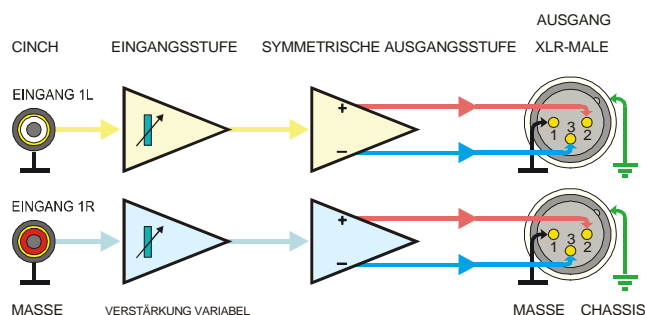 AUSGANG
CINCH EINGANGSSTUFE SYMMETRISCHE AUSGANGSSTUFE XLR-MALE
EINGANG 1L
+
–
1 3 2
EINGANG 1R
+
–
1 3 2
MASSE VERSTÄRKUNG VARIABEL MASSE CHASSIS